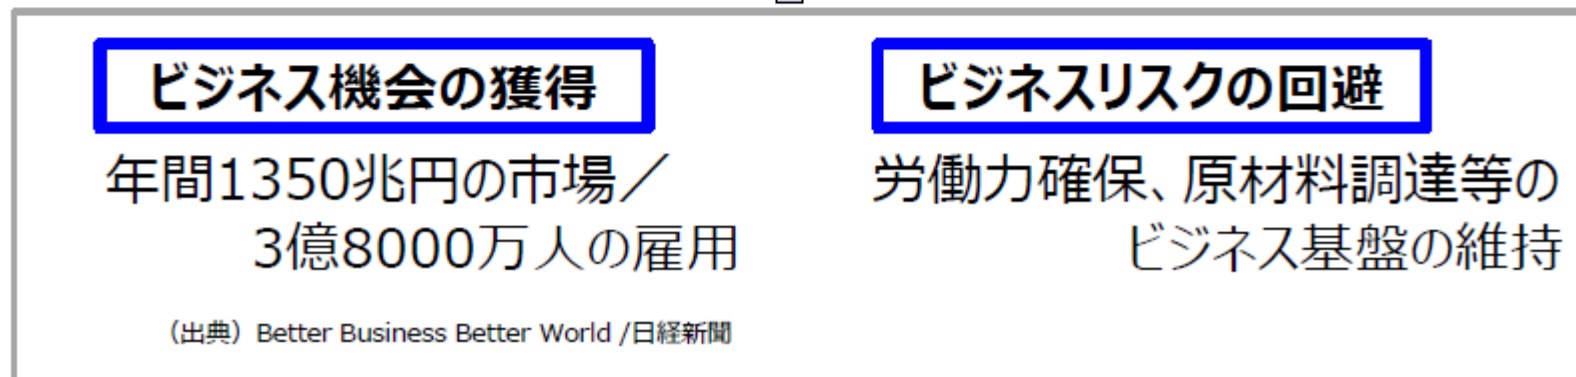 ビジネス機会の獲得
年間1350兆円の市場／
3億8000万人の雇用
（出典）Better Business Better World /日経新聞
ビジネスリスクの回避
労働力確保、原材料調達等の
ビジネス基盤の維持